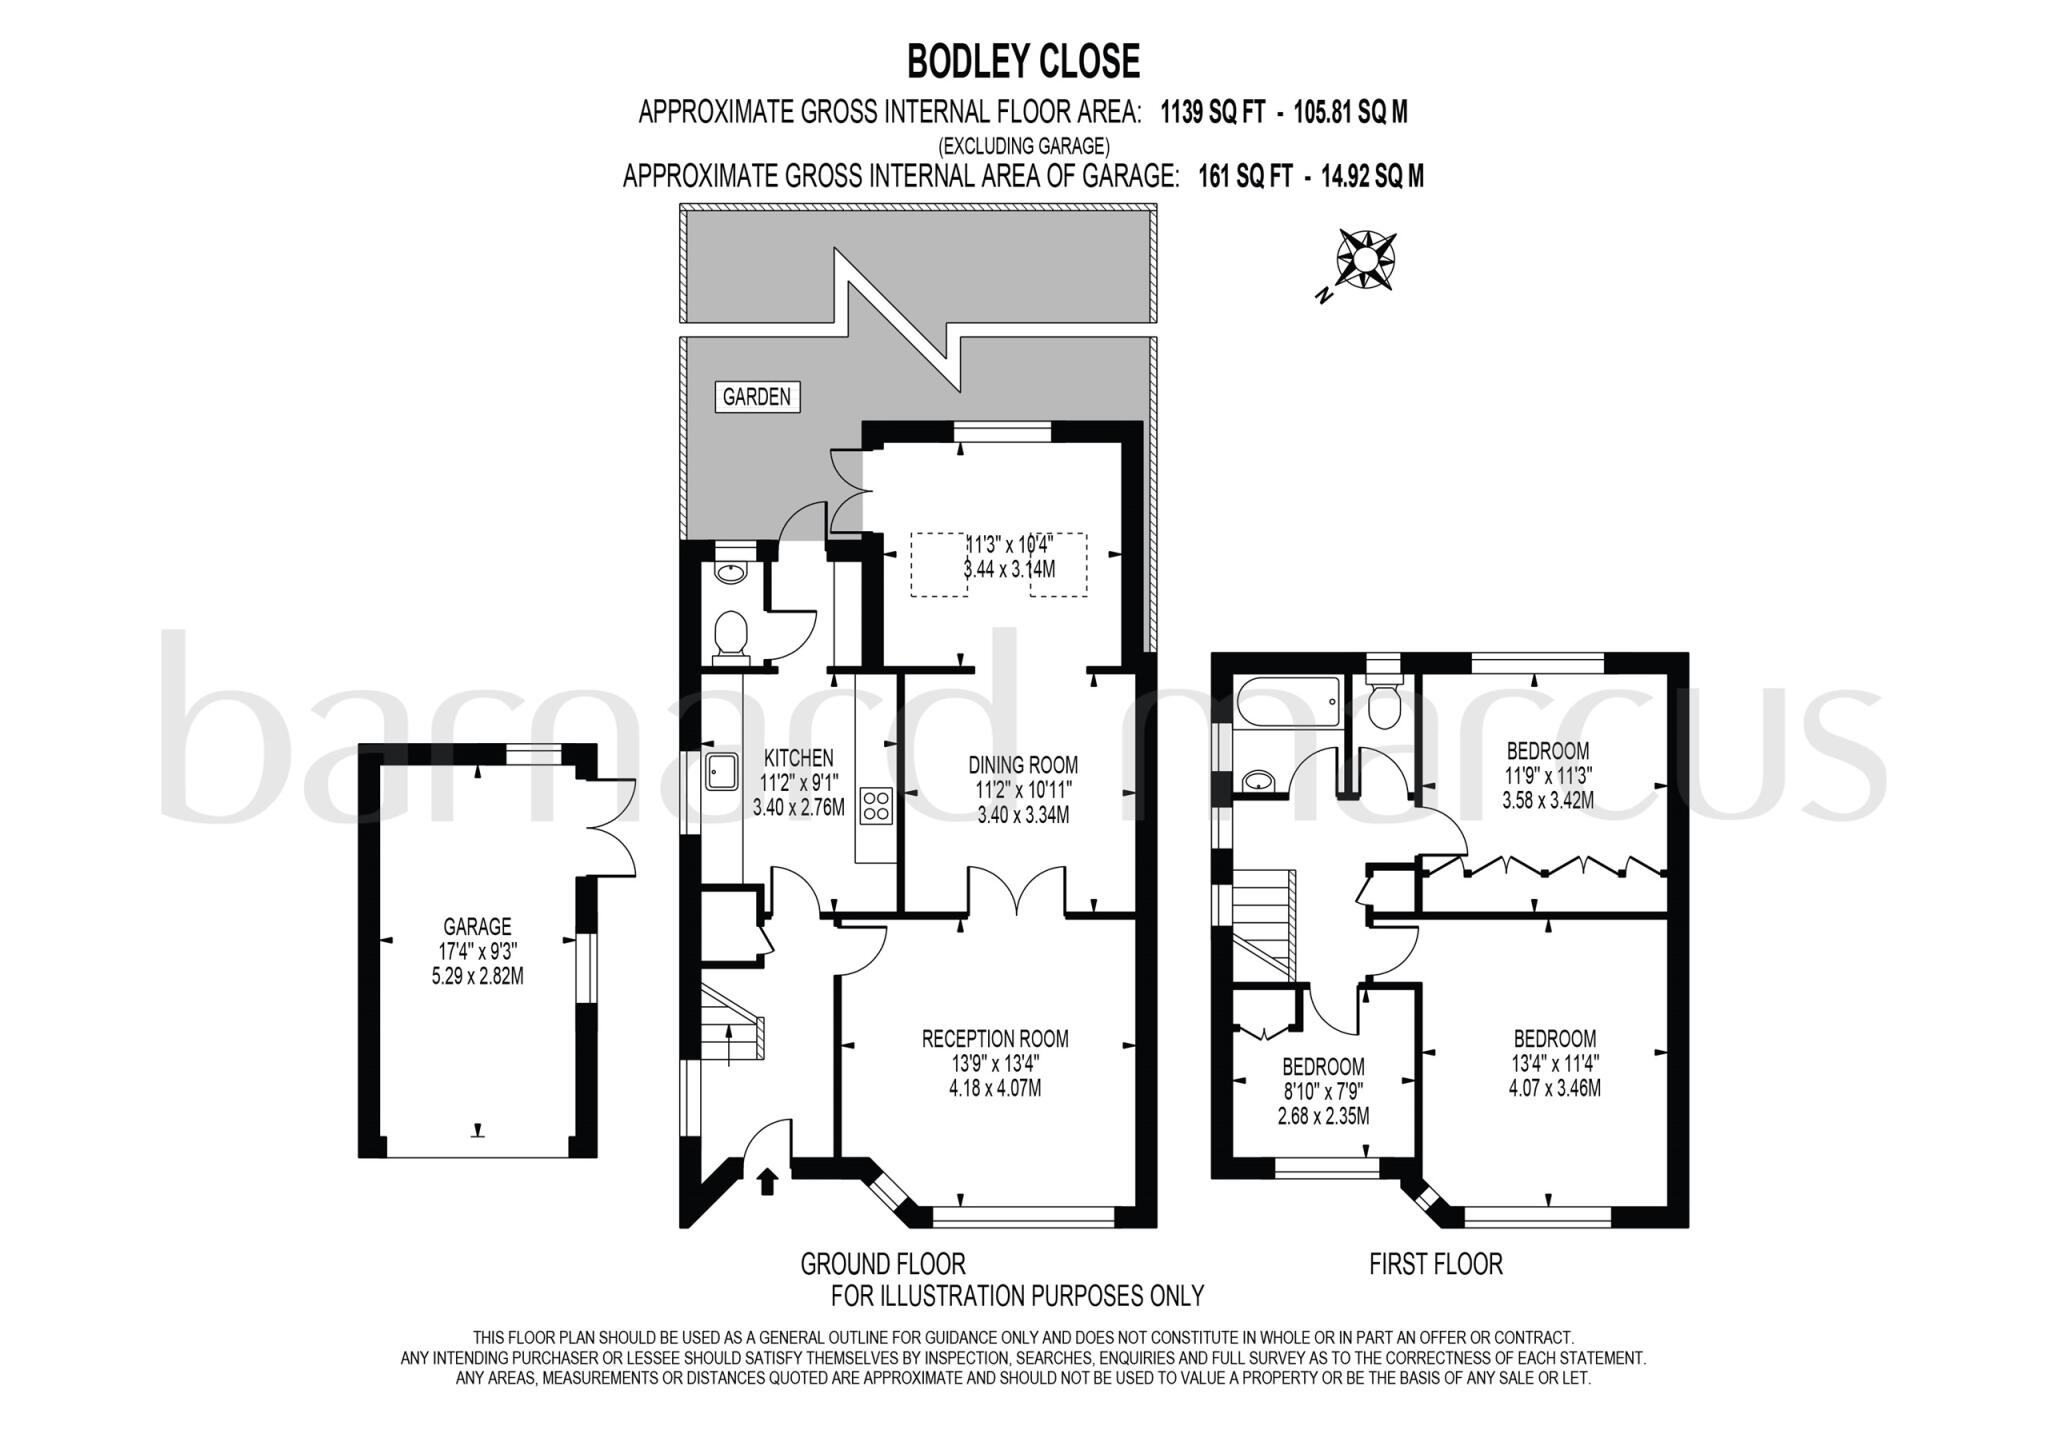 BODLEY CLOSE
APPROXIMATE GROSS INTERNAL FLOOR AREA: 1139 SQ FT - 105.81 SQ M
(EXCLUDING GARAGE)
APPROXIMATE GROSS INTERNAL AREA OF GARAGE: 161 SQ FT - 14.92 SQ M
N
GARDEN
11'3" x 10'4"
3.44 x 3.14M
barnard marcus
KITCHEN
11'2" x 9'1"
3.40 x 2.76M
DINING ROOM
11'2" x 10'11"
3.40 x 3.34M
BEDROOM
11'9" x 11'3"
3.58 x 3.42M
GARAGE
17'4" x 9'3"
5.29 x 2.82M
RECEPTION ROOM
13'9" x 13'4"
4.18 x 4.07M
BEDROOM
8'10" x 7'9"
2.68 x 2.35M
BEDROOM
13'4" x 11'4"
4.07 x 3.46M
GROUND FLOOR
FIRST FLOOR
FOR ILLUSTRATION PURPOSES ONLY
THIS FLOOR PLAN SHOULD BE USED AS A GENERAL OUTLINE FOR GUIDANCE ONLY AND DOES NOT CONSTITUTE IN WHOLE OR IN PART AN OFFER OR CONTRACT.
ANY INTENDING PURCHASER OR LESSEE SHOULD SATISFY THEMSELVES BY INSPECTION, SEARCHES, ENQUIRIES AND FULL SURVEY AS TO THE CORRECTNESS OF EACH STATEMENT.
ANY AREAS, MEASUREMENTS OR DISTANCES QUOTED ARE APPROXIMATE AND SHOULD NOT BE USED TO VALUE A PROPERTY OR BE THE BASIS OF ANY SALE OR LET.